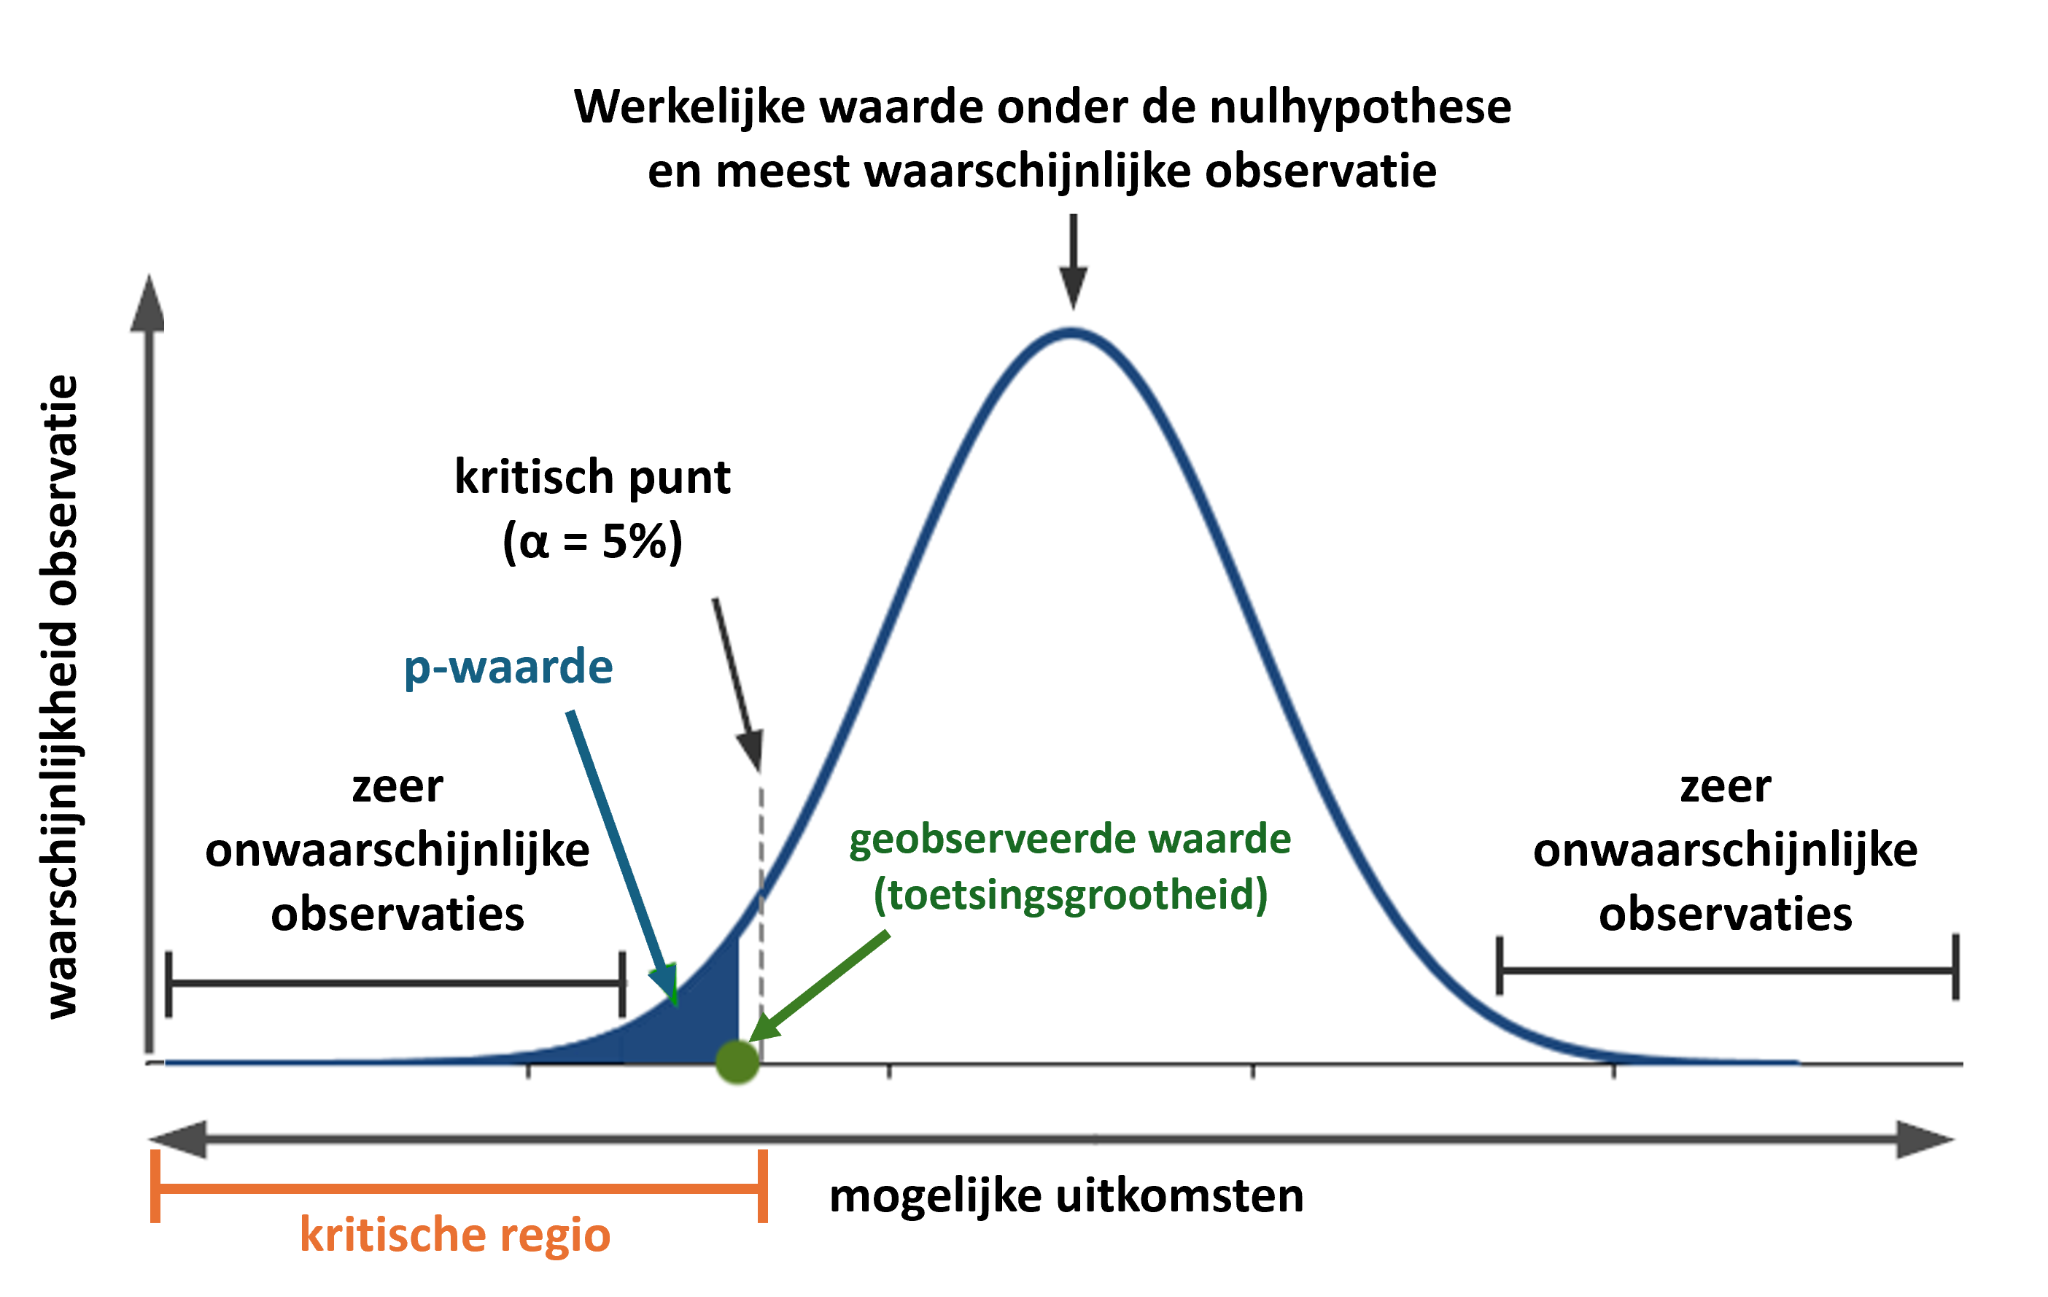 Werkelijke waarde onder de nulhypothese
en meest waarschijnlijke observatie
waarschijnlijkheid observatie
kritisch punt
(α = 5%)
p-waarde
zeer
onwaarschijnlijke
observaties
geobserveerde waarde
(toetsingsgrootheid)
zeer
onwaarschijnlijke
observaties
mogelijke uitkomsten
kritische regio